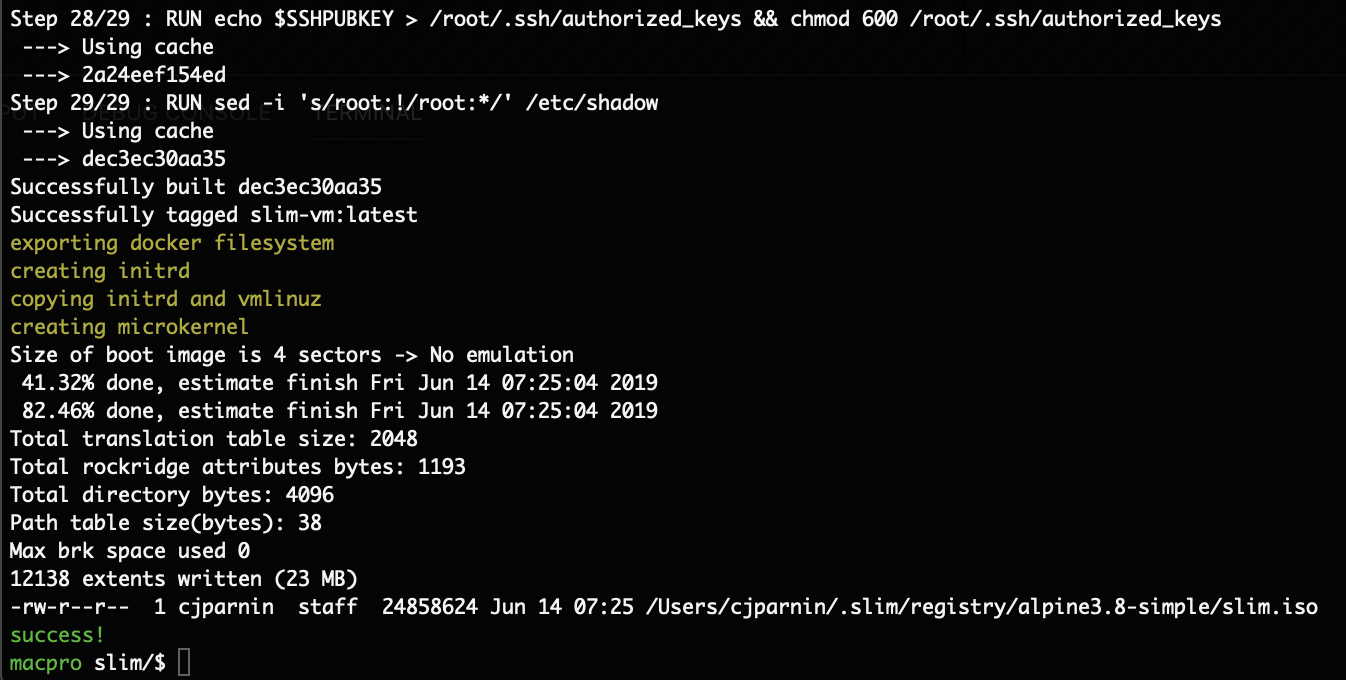 Step 28/29 : RUN echo $SSHPUBKEY > /root/.ssh/authorized_keys && chmod 600 /root/.ssh/authorized_keys
 ---> Using cache
 ---> 2a24eef154ed
Step 29/29 : RUN sed -i 's/root:!/root:*/' /etc/shadow
DEBUG CONSOLE TERMINAL
 ---> Using cache
 ---> dec3ec30aa35
Successfully built dec3ec30aa35
Successfully tagged slim-vm:latest
exporting docker filesystem
creating initrd
copying initrd and vmlinuz
creating microkernel
Size of boot image is 4 sectors -> No emulation
 41.32% done, estimate finish Fri Jun 14 07:25:04 2019
 82.46% done, estimate finish Fri Jun 14 07:25:04 2019
Total translation table size: 2048
Total rockridge attributes bytes: 1193
Total directory bytes: 4096
Path table size(bytes): 38
Max brk space used 0
12138 extents written (23 MB)
-rw-r--r--  1 cjparnin  staff  24858624 Jun 14 07:25 /Users/cjparnin/.slim/registry/alpine3.8-simple/slim.iso
success!
macpro slim/$